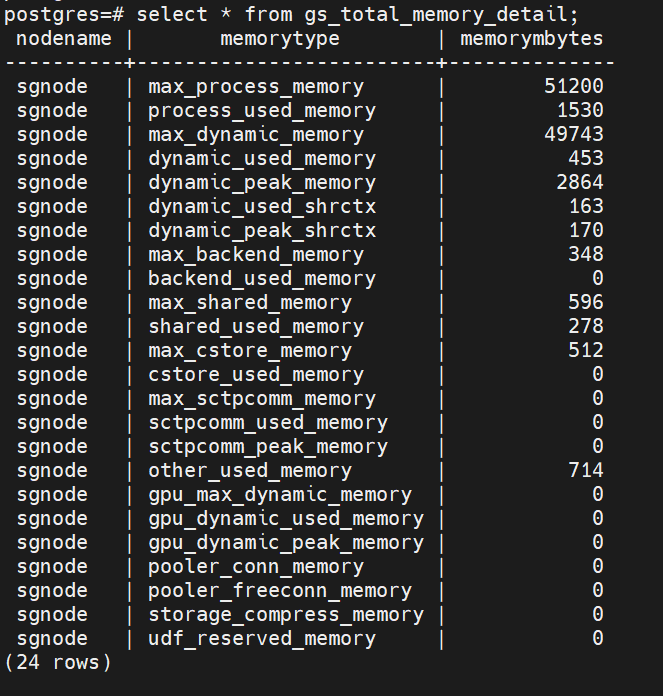 postgres=# select * from gs_total_memory_detail;
 nodename |       memorytype        | memorymbytes
----------+-------------------------+--------------
 sgnode   | max_process_memory      |        51200
 sgnode   | process_used_memory     |         1530
 sgnode   | max_dynamic_memory      |        49743
 sgnode   | dynamic_used_memory     |          453
 sgnode   | dynamic_peak_memory     |         2864
 sgnode   | dynamic_used_shrctx     |          163
 sgnode   | dynamic_peak_shrctx     |          170
 sgnode   | max_backend_memory      |          348
 sgnode   | backend_used_memory     |            0
 sgnode   | max_shared_memory       |          596
 sgnode   | shared_used_memory      |          278
 sgnode   | max_cstore_memory       |          512
 sgnode   | cstore_used_memory      |            0
 sgnode   | max_sctpcomm_memory     |            0
 sgnode   | sctpcomm_used_memory    |            0
 sgnode   | sctpcomm_peak_memory    |            0
 sgnode   | other_used_memory       |          714
 sgnode   | gpu_max_dynamic_memory  |            0
 sgnode   | gpu_dynamic_used_memory |            0
 sgnode   | gpu_dynamic_peak_memory |            0
 sgnode   | pooler_conn_memory      |            0
 sgnode   | pooler_freeconn_memory  |            0
 sgnode   | storage_compress_memory |            0
 sgnode   | udf_reserved_memory     |            0
(24 rows)